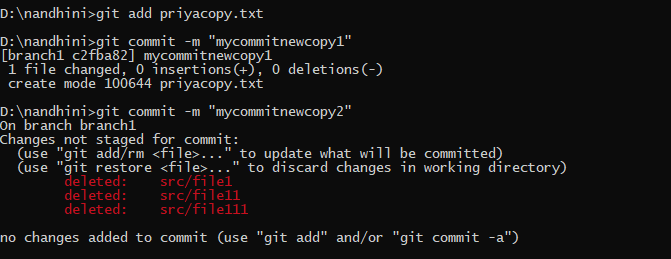 D:\nandhini>git add priyacopy.txt
D:\nandhini>git commit -m "mycommitnewcopy1"
[branch1 c2fba82] mycommitnewcopy1
1 file changed, 0 insertions(+), 0 deletions(-)
create mode 100644 priyacopy.txt
D:\nandhini>git commit -m "mycommitnewcopy2"
On branch branch1
Changes not staged for commit:
(use "git add/rm <file>..." to update what will be committed)
(use "git restore <file>..." to discard changes in working directory)
deleted: src/file1
deleted: src/file11
deleted: src/file111
no changes added to commit (use "git add" and/or "git commit -a")